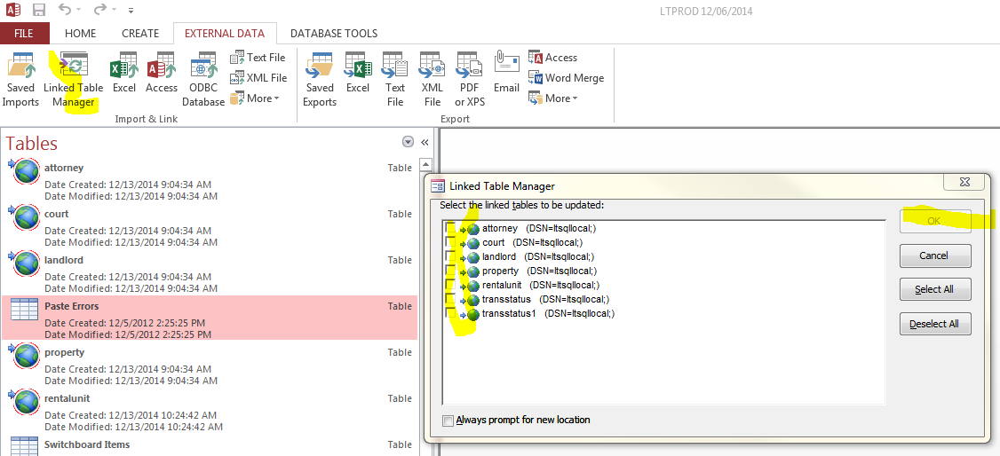 LTPROD 12/06/2014
FILE HOME CREATE EXTERNAL DATA DATABASE TOOLS
Saved Imports
Linked Table Manager
Excel
Access
ODBC Database
Text File
XML File
More
Import & Link
Saved Exports
Excel
Text File
XML File
PDF or XPS
Email
Access
Word Merge
More
Export
Tables
attorney Table
Date Created: 12/13/2014 9:04:34 AM
Date Modified: 12/13/2014 9:04:34 AM
court Table
Date Created: 12/13/2014 9:04:34 AM
Date Modified: 12/13/2014 9:04:34 AM
landlord Table
Date Created: 12/13/2014 9:04:34 AM
Date Modified: 12/13/2014 9:04:34 AM
Paste Errors Table
Date Created: 12/5/2012 2:25:25 PM
Date Modified: 12/5/2012 2:25:25 PM
property Table
Date Created: 12/13/2014 9:04:34 AM
Date Modified: 12/13/2014 9:04:34 AM
rentalunit Table
Date Created: 12/13/2014 10:24:42 AM
Date Modified: 12/13/2014 10:24:42 AM
Switchboard Items Table
Linked Table Manager
Select the linked tables to be updated:
attorney (DSN=ltsqllocal;)
court (DSN=ltsqllocal;)
landlord (DSN=ltsqllocal;)
property (DSN=ltsqllocal;)
rentalunit (DSN=ltsqllocal;)
transstatus (DSN=ltsqllocal;)
transstatus1 (DSN=ltsqllocal;)
OK
Cancel
Select All
Deselect All
Always prompt for new location